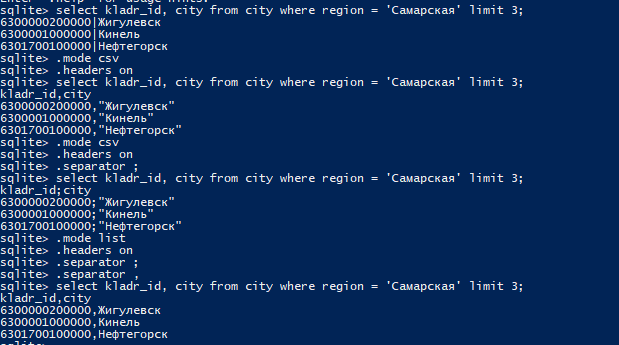 sqlite> select kladr_id, city from city where region = 'Самарская' limit 3;
6300000200000|Жигулевск
6300001000000|Кинель
6301700100000|Нефтегорск
sqlite> .mode csv
sqlite> .headers on
sqlite> select kladr_id, city from city where region = 'Самарская' limit 3;
kladr_id,city
6300000200000,"Жигулевск"
6300001000000,"Кинель"
6301700100000,"Нефтегорск"
sqlite> .mode csv
sqlite> .headers on
sqlite> .separator ;
sqlite> select kladr_id, city from city where region = 'Самарская' limit 3;
kladr_id;city
6300000200000;"Жигулевск"
6300001000000;"Кинель"
6301700100000;"Нефтегорск"
sqlite> .mode list
sqlite> .headers on
sqlite> .separator ;
sqlite> .separator ,
sqlite> select kladr_id, city from city where region = 'Самарская' limit 3;
kladr_id,city
6300000200000,Жигулевск
6300001000000,Кинель
6301700100000,Нефтегорск